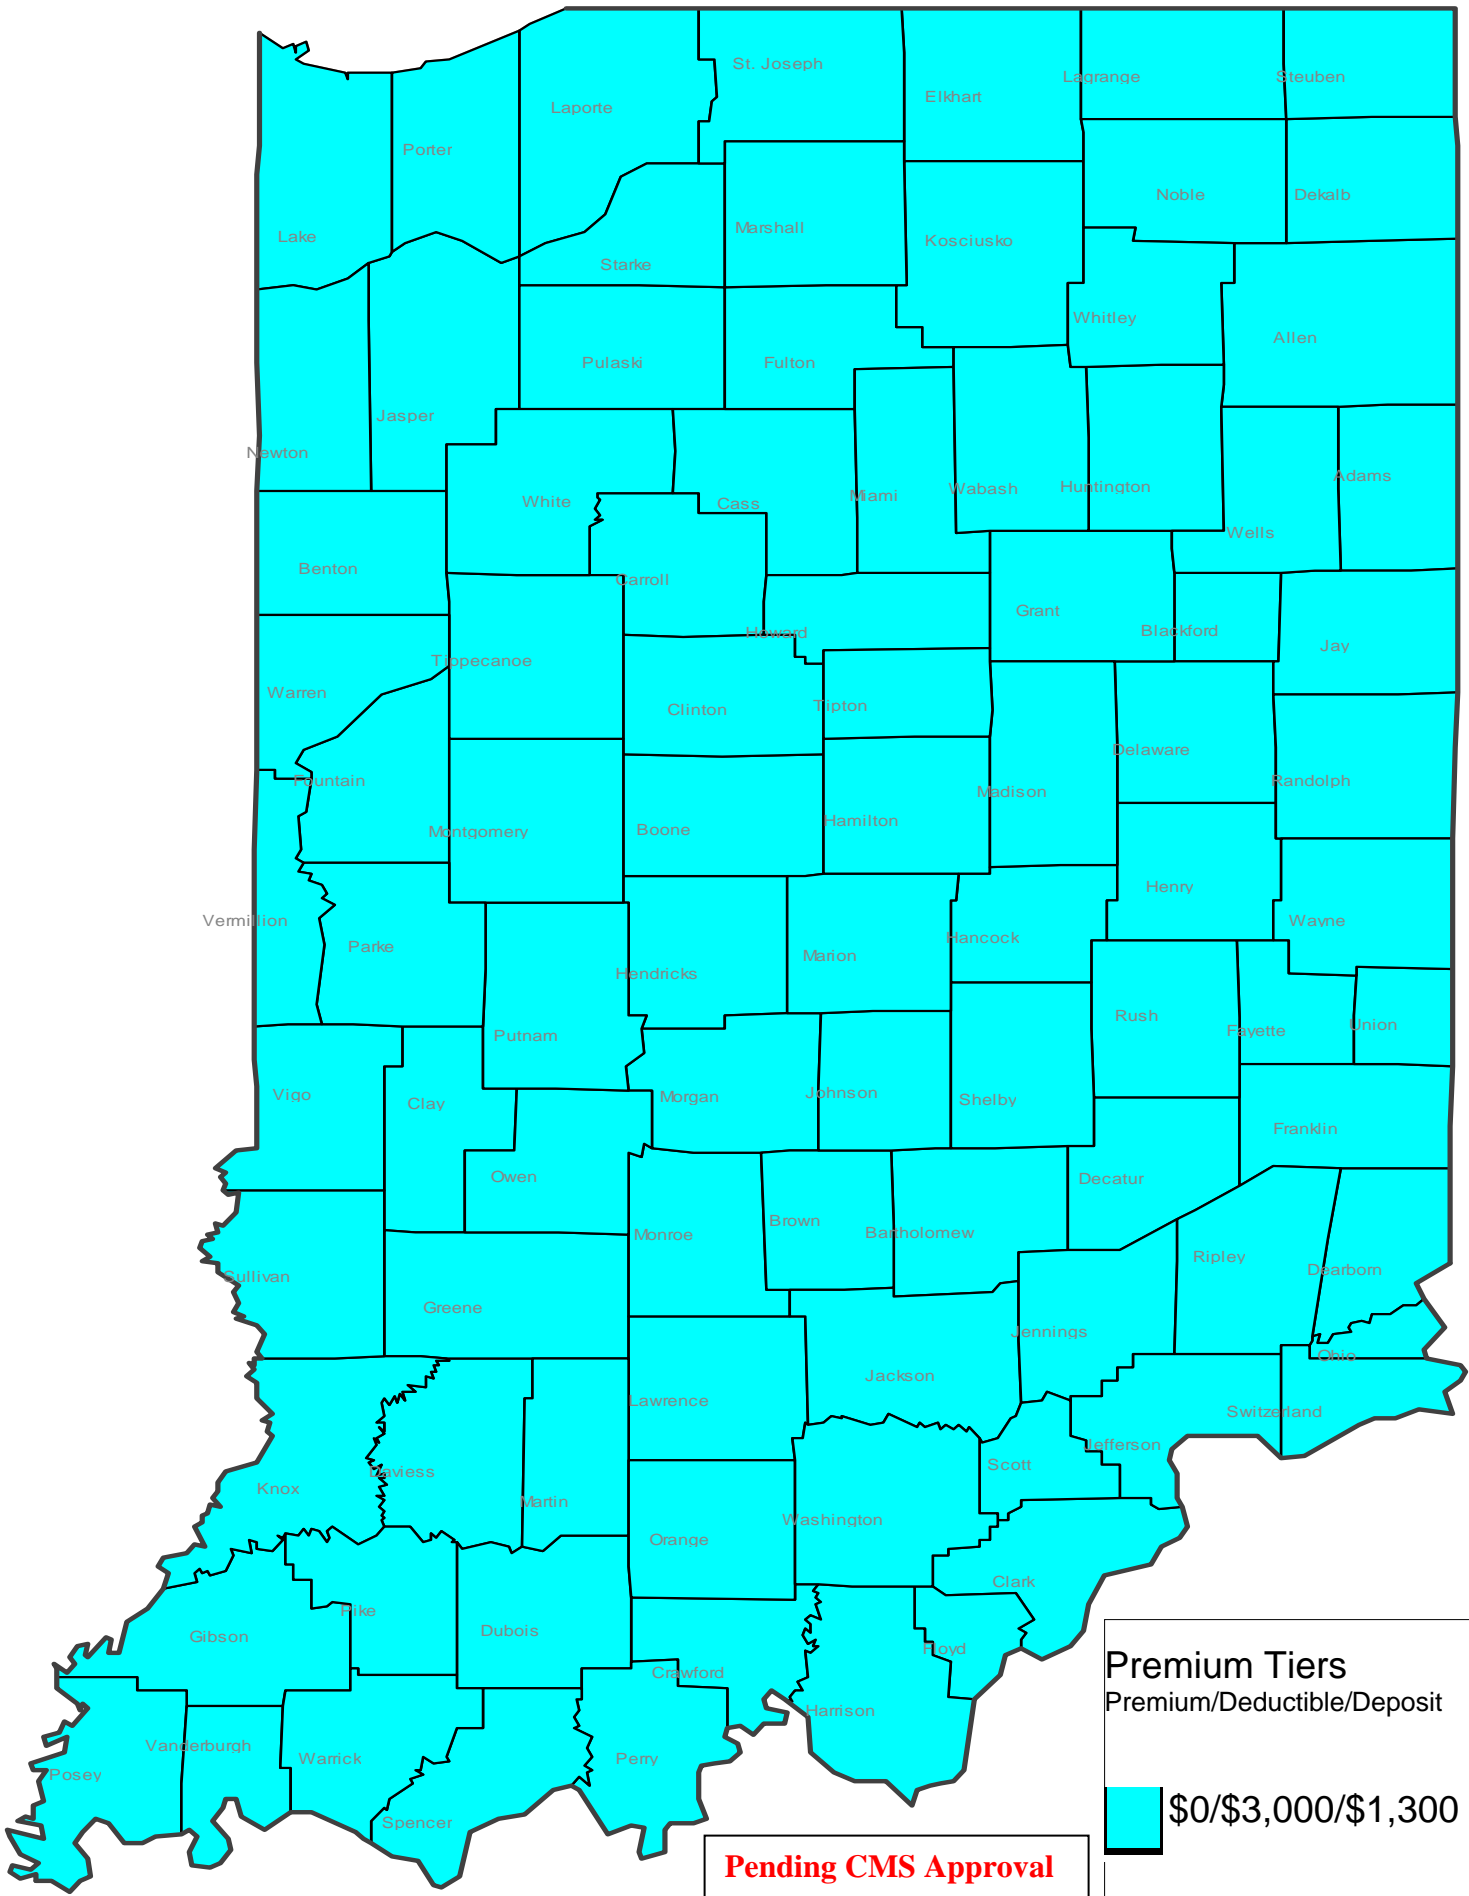 St. Joseph
Lagrange
Steuben
Elkhart
Laporte
Porter
Noble
Dekalb
Marshall
Lake
Kosciusko
Starke
Whitley
Allen
Pulaski
Fulton
Jasper
Newton
Adams
Miami
Wabash
Huntington
White
Cass
Wells
Benton
Carroll
Grant
Howard
Blackford
Jay
Tippecanoe
Warren
Clinton
Tipton
Delaware
Fountain
Randolph
Madison
Hamilton
Montgomery
Boone
Henry
Vermillion
Wayne
Hancock
Parke
Marion
Hendricks
Rush
Union
Fayette
Putnam
Vigo
Johnson
Morgan
Shelby
Clay
Franklin
Owen
Decatur
Brown
Monroe
Bartholomew
Ripley
Dearborn
Sullivan
Greene
Jennings
Ohio
Jackson
Lawrence
Switzerland
Jefferson
Scott
Daviess
Knox
Martin
Washington
Orange
Clark
Pike
Dubois
Gibson
Floyd
Crawford
Harrison
Vanderburgh
Warrick
Perry
Posey
Spencer
Premium Tiers
Premium/Deductible/Deposit
$0/$3,000/$1,300
Pending CMS Approval